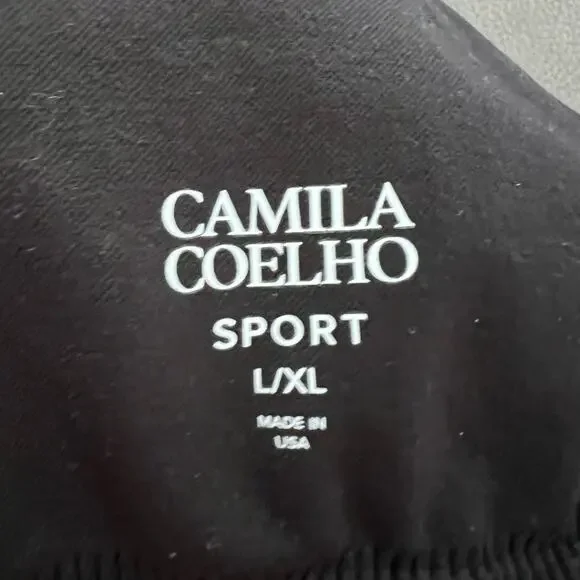 CAMILA
COELHO
SPORT
L/XL
MADE IN
USA